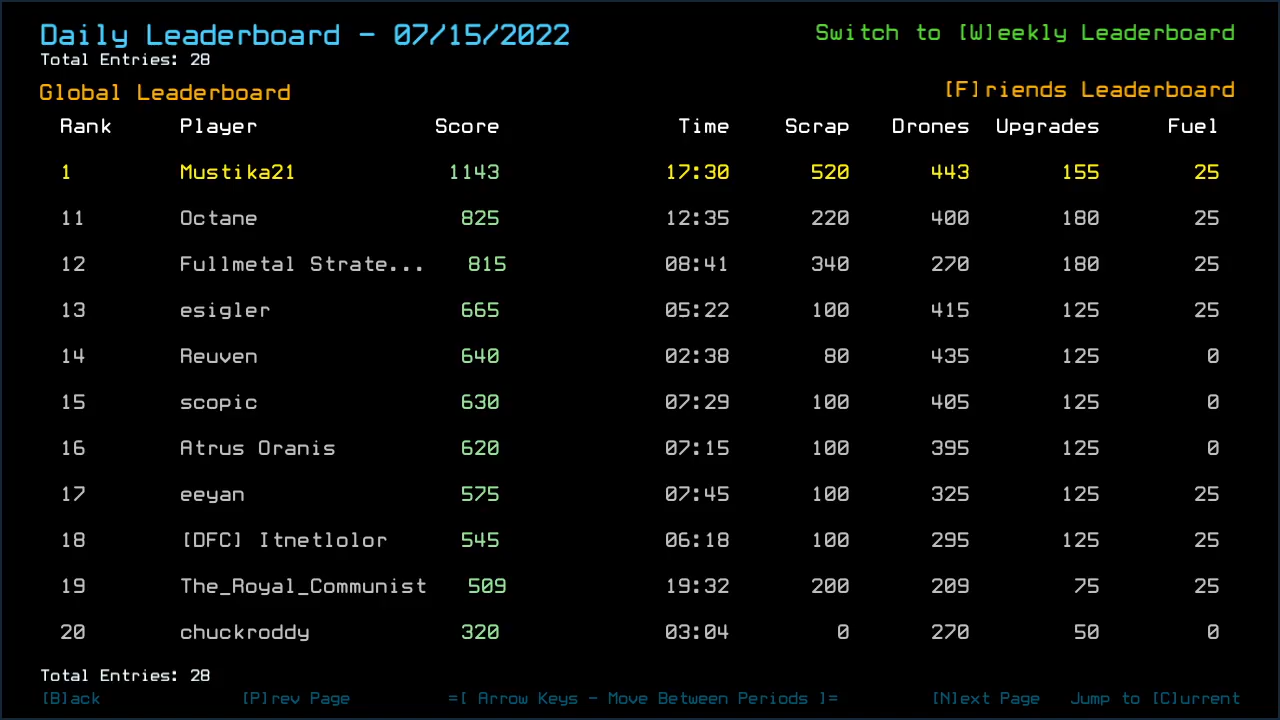 Daily Leaderboard - 07/15/2022 Switch to [W]eekly Leaderboard
Total Entries: 28
Global Leaderboard [F]riends Leaderboard
Rank Player Score Time Scrap Drones Upgrades Fuel
1 Mustika21 1143 17:30 520 443 155 25
11 Octane 825 12:35 220 400 180 25
12 Fullmetal Strate... 815 08:41 340 270 180 25
13 esigler 665 05:22 100 415 125 25
14 Reuven 640 02:38 80 435 125 0
15 scopic 630 07:29 100 405 125 0
16 Atrus Oranis 620 07:15 100 395 125 0
17 eeyan 575 07:45 100 325 125 25
18 [DFC] Itnetlolor 545 06:18 100 295 125 25
19 The_Royal_Communist 509 19:32 200 209 75 25
20 chuckroddy 320 03:04 0 270 50 0
Total Entries: 28
[B]ack [P]rev Page =[ Arrow Keys - Move Between Periods ]= [N]ext Page Jump to [C]urrent